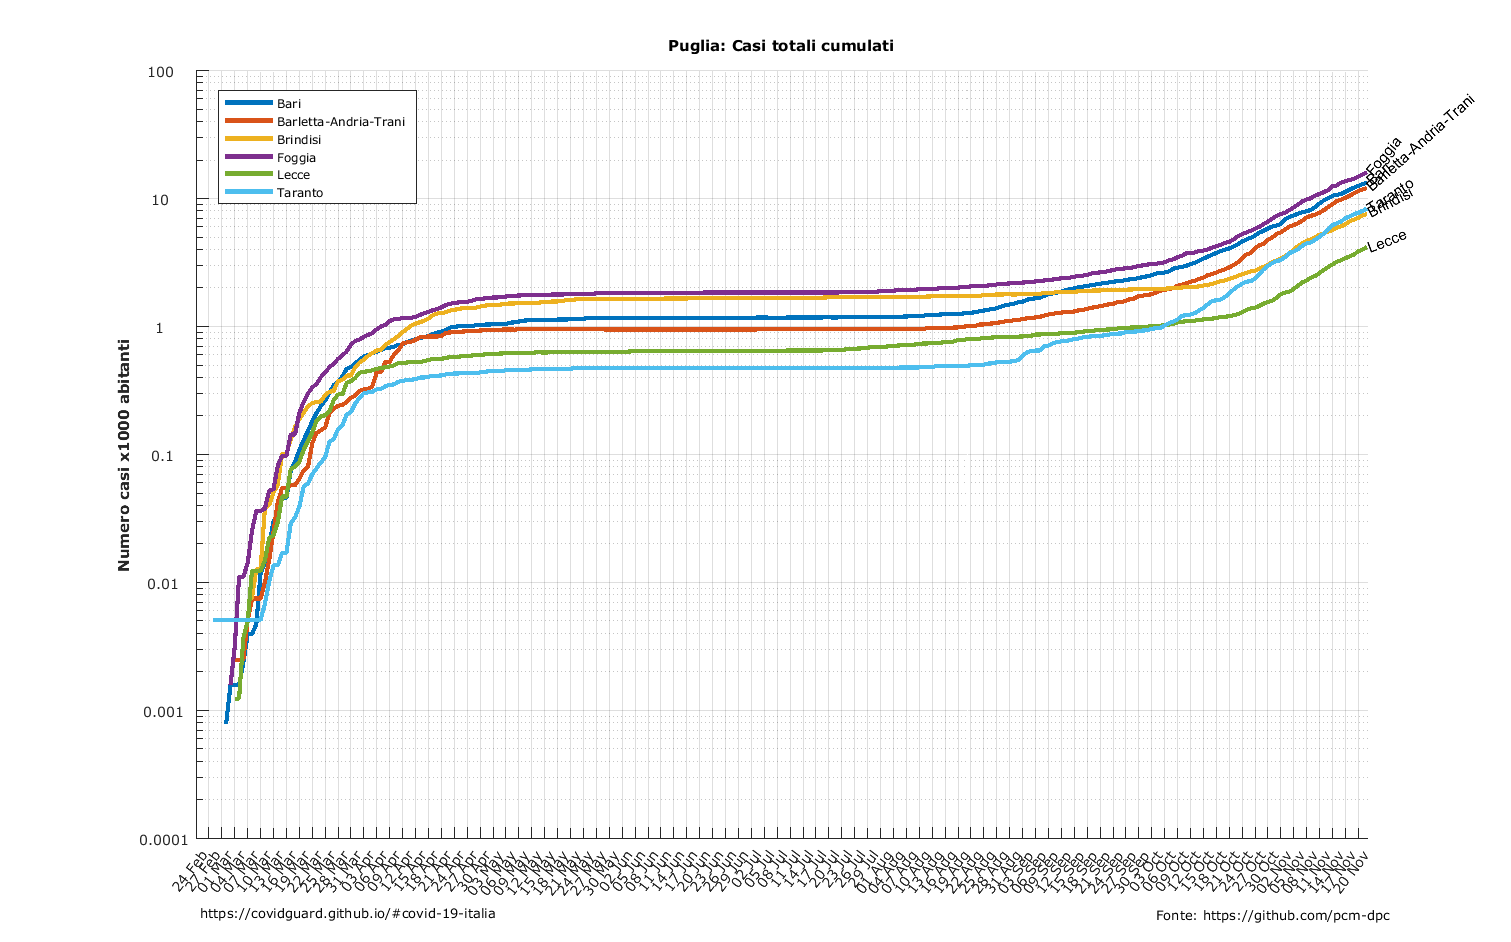 Puglia: Casi totali cumulati
Numero casi x1000 abitanti
100
10
1
0.1
0.01
0.001
0.0001
Bari
Barletta-Andria-Trani
Brindisi
Foggia
Lecce
Taranto
Foggia
Barletta-Andria-Trani
Bari
Taranto
Brindisi
Lecce
24 Feb
27 Feb
01 Mar
04 Mar
07 Mar
10 Mar
13 Mar
16 Mar
19 Mar
22 Mar
25 Mar
28 Mar
31 Mar
03 Apr
06 Apr
09 Apr
12 Apr
15 Apr
18 Apr
21 Apr
24 Apr
27 Apr
30 Apr
03 May
06 May
09 May
12 May
15 May
18 May
21 May
24 May
27 May
30 May
02 Jun
05 Jun
08 Jun
11 Jun
14 Jun
17 Jun
20 Jun
23 Jun
26 Jun
29 Jun
02 Jul
05 Jul
08 Jul
11 Jul
14 Jul
17 Jul
20 Jul
23 Jul
26 Jul
29 Jul
01 Aug
04 Aug
07 Aug
10 Aug
13 Aug
16 Aug
19 Aug
22 Aug
25 Aug
28 Aug
31 Aug
03 Sep
06 Sep
09 Sep
12 Sep
15 Sep
18 Sep
21 Sep
24 Sep
27 Sep
30 Sep
03 Oct
06 Oct
09 Oct
12 Oct
15 Oct
18 Oct
21 Oct
24 Oct
27 Oct
30 Oct
02 Nov
05 Nov
08 Nov
11 Nov
14 Nov
17 Nov
20 Nov
https://covidguard.github.io/#covid-19-italia
Fonte: https://github.com/pcm-dpc